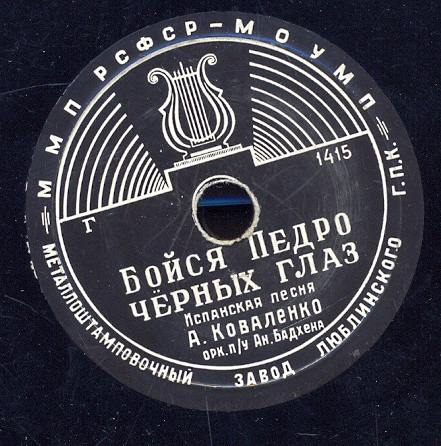 ММП РСФСР-МОУМП
Г
1415
БОЙСЯ ПЕДРО
ЧЁРНЫХ ГЛАЗ
Испанская песня
А. Коваленко
орк. п/у Ан. Бадхена
МЕТАЛЛОШТАМПОВОЧНЫЙ ЗАВОД ЛЮБЛИНСКОГО Г.П.К.